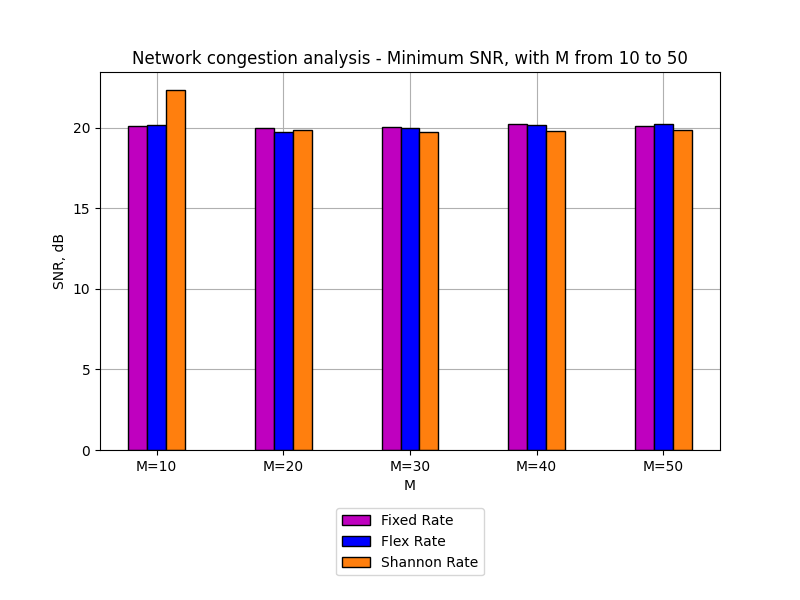 Network congestion analysis - Minimum SNR, with M from 10 to 50
SNR, dB
20
15
10
5
0
M=10 M=20 M=30 M=40 M=50
M
Fixed Rate
Flex Rate
Shannon Rate